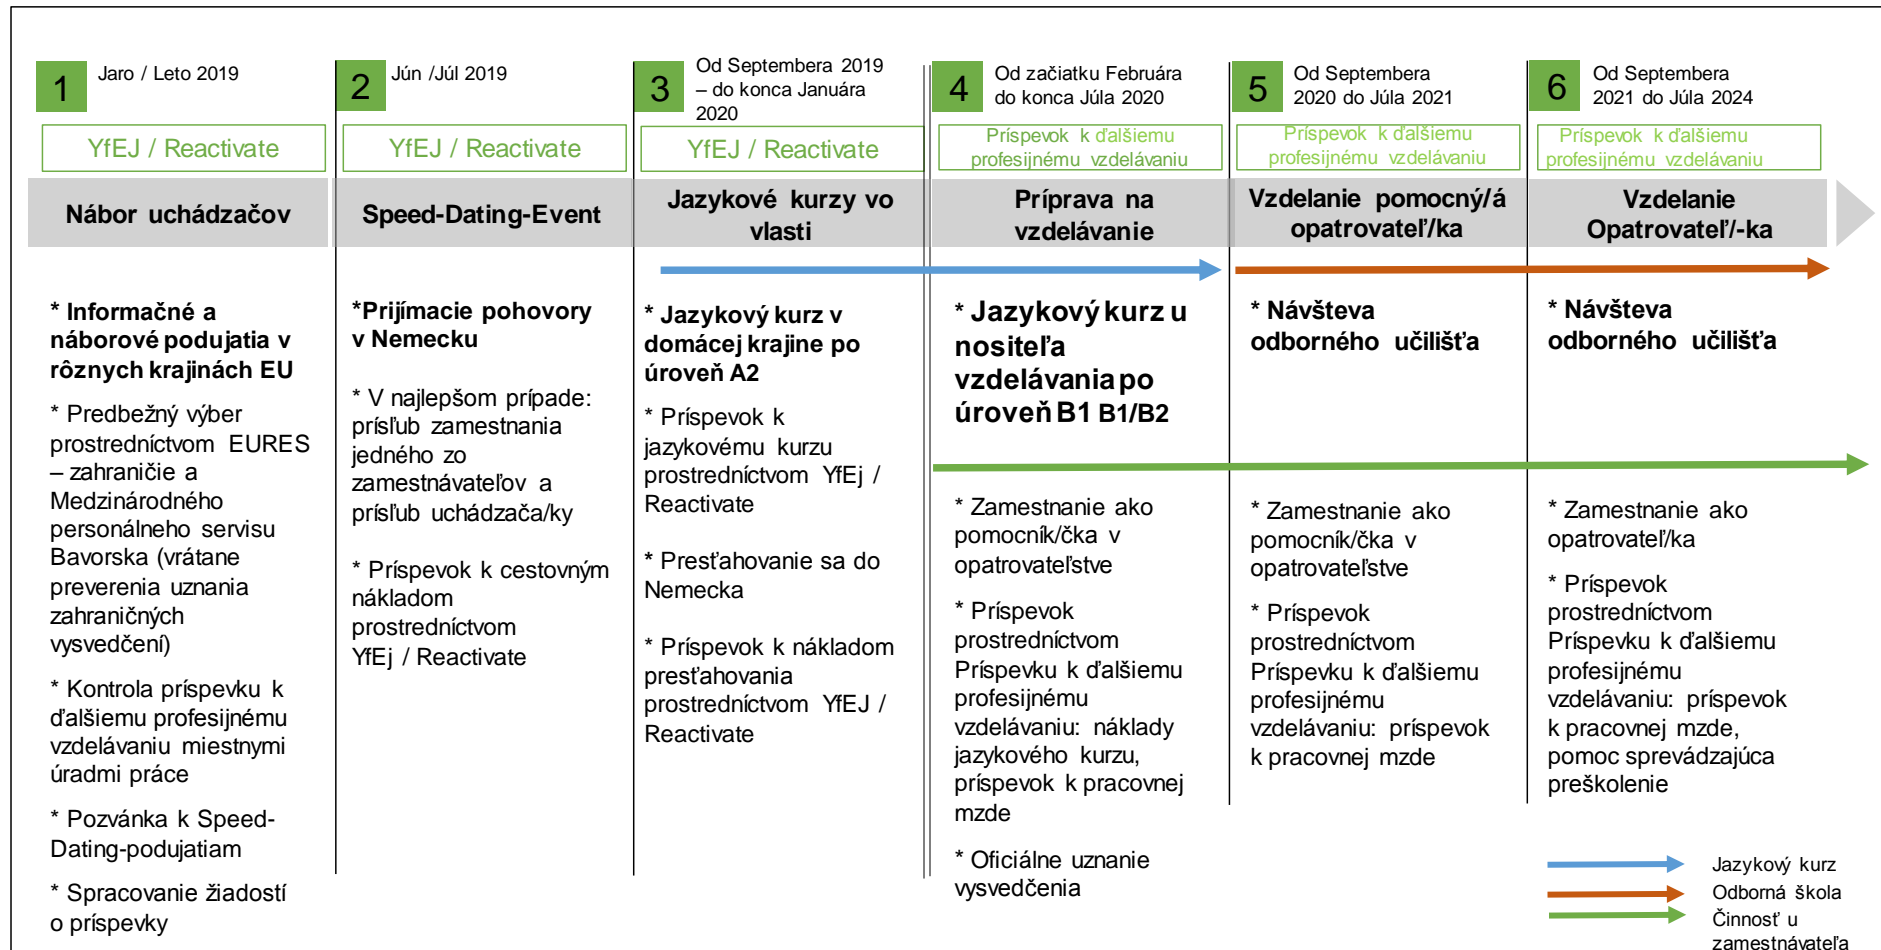 1
Jaro / Leto 2019
YfEJ / Reactivate
Nábor uchádzačov
* Informačné a
náborové podujatia v
rôznych krajinách EU
* Predbežný výber
prostredníctvom EURES
– zahraničie a
Medzinárodného
personálneho servisu
Bavorska (vrátane
preverenia uznania
zahraničných
vysvedčení)
* Kontrola príspevku k
ďalšiemu profesijnému
vzdelávaniu miestnymi
úradmi práce
* Pozvánka k Speed-
Dating-podujatiam
* Spracovanie žiadostí
o príspevky
2
Jún /Júl 2019
YfEJ / Reactivate
Speed-Dating-Event
*Prijímacie pohovory
v Nemecku
* V najlepšom prípade:
prísľub zamestnania
jedného zo
zamestnávateľov a
prísľub uchádzača/ky
* Príspevok k cestovným
nákladom
prostredníctvom
YfEj / Reactivate
3
Od Septembera 2019
– do konca Januára
2020
YfEJ / Reactivate
Jazykové kurzy vo
vlasti
* Jazykový kurz v
domácej krajine po
úroveň A2
* Príspevok k
jazykovému kurzu
prostredníctvom YfEj /
Reactivate
* Presťahovanie sa do
Nemecka
* Príspevok k nákladom
presťahovania
prostredníctvom YfEJ /
Reactivate
4
Od začiatku Februára
do konca Júla 2020
Príspevok k ďalšiemu
profesijnému vzdelávaniu
Príprava na
vzdelávanie
* Jazykový kurz u
nositeľa
vzdelávania po
úroveň B1 B1/B2
* Zamestnanie ako
pomocník/čka v
opatrovateľstve
* Príspevok
prostredníctvom
Príspevku k ďalšiemu
profesijnému
vzdelávaniu: náklady
jazykového kurzu,
príspevok k pracovnej
mzde
* Oficiálne uznanie
vysvedčenia
5
Od Septembera
2020 do Júla 2021
Príspevok k ďalšiemu
profesijnému vzdelávaniu
Vzdelanie pomocný/á
opatrovateľ/ka
* Návšteva
odborného učilišťa
* Zamestnanie ako
pomocník/čka v
opatrovateľstve
* Príspevok
prostredníctvom
Príspevku k ďalšiemu
profesijnému
vzdelávaniu: príspevok
k pracovnej mzde
6
Od Septembera
2021 do Júla 2024
Príspevok k ďalšiemu
profesijnému vzdelávaniu
Vzdelanie
Opatrovateľ/-ka
* Návšteva
odborného učilišťa
* Zamestnanie ako
opatrovateľ/ka
* Príspevok
prostredníctvom
Príspevku k ďalšiemu
profesijnému
vzdelávaniu: príspevok
k pracovnej mzde,
pomoc sprevádzajúca
preškolenie
Jazykový kurz
Odborná škola
Činnosť u
zamestnávateľa